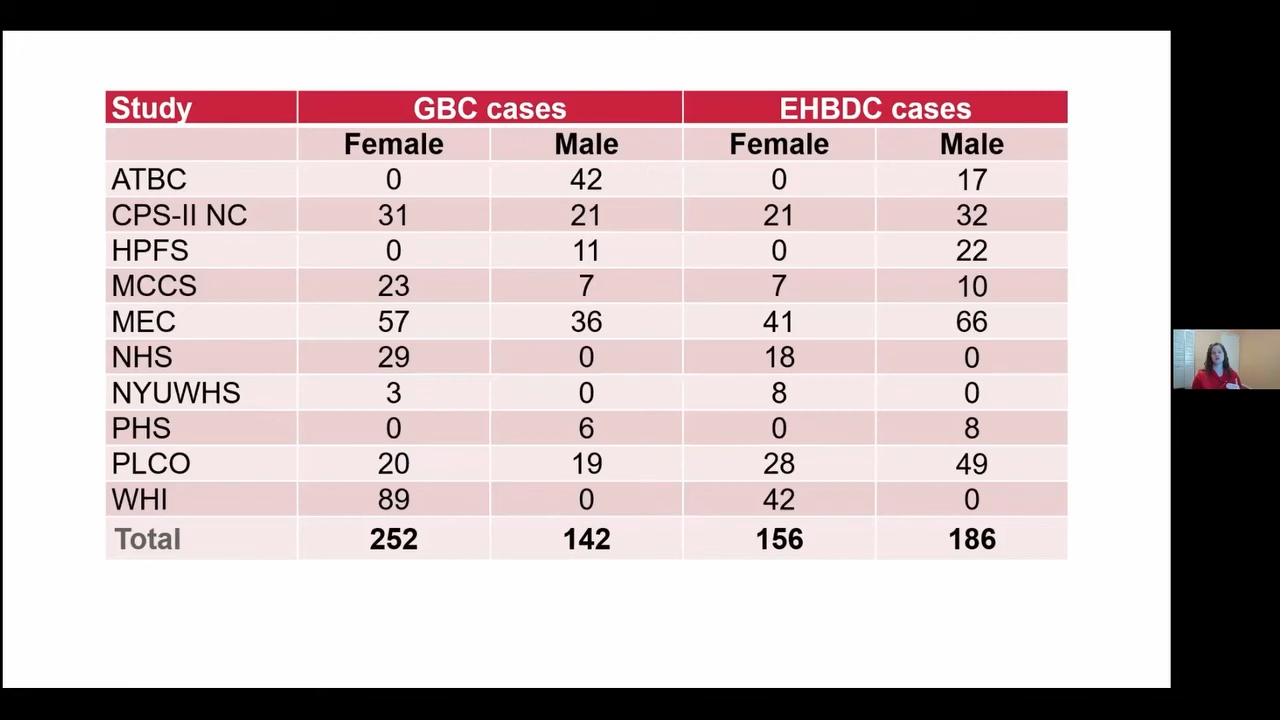 Study GBC cases EHBDC cases
Female Male Female Male
ATBC 0 42 0 17
CPS-II NC 31 21 21 32
HPFS 0 11 0 22
MCCS 23 7 7 10
MEC 57 36 41 66
NHS 29 0 18 0
NYUWHS 3 0 8 0
PHS 0 6 0 8
PLCO 20 19 28 49
WHI 89 0 42 0
Total 252 142 156 186